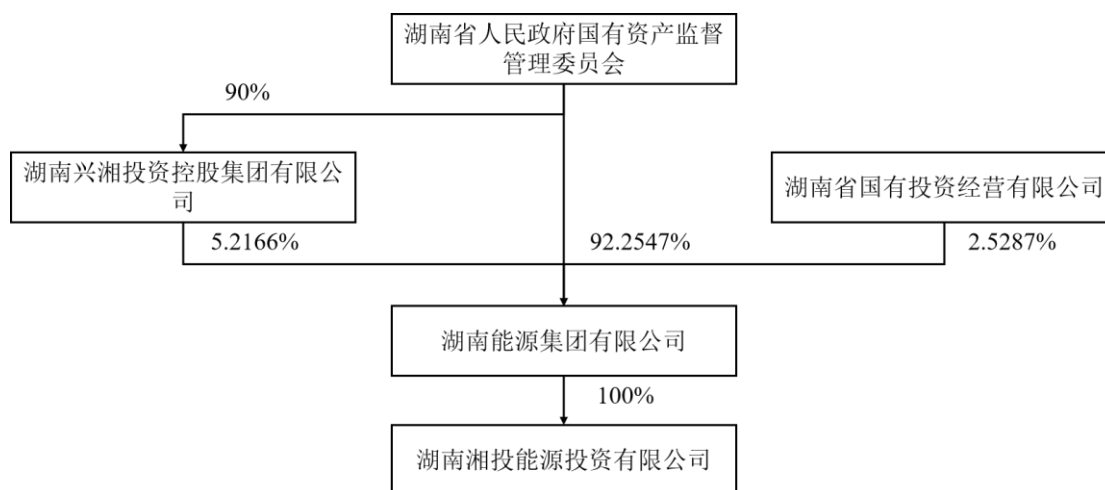 湖南省人民政府国有资产监督
管理委员会
90%
湖南兴湘投资控股集团有限公
司
湖南省国有投资经营有限公司
5.2166%
92.2547%
2.5287%
湖南能源集团有限公司
100%
湖南湘投能源投资有限公司